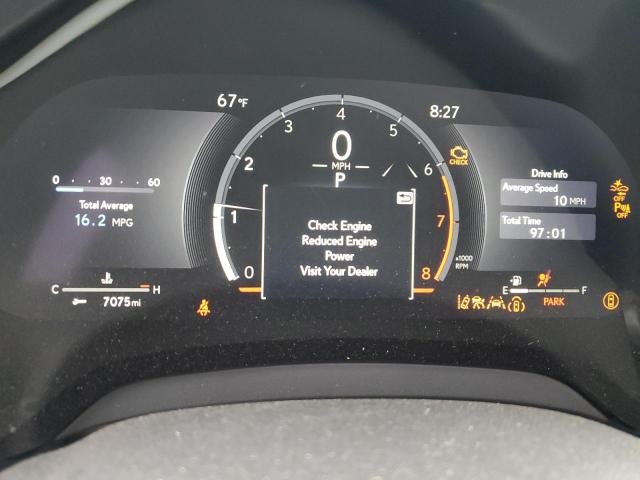 67°F
8:27
0
MPH
P
0 1 2 3 4 5 6 7 8
x1000
RPM
CHECK
0 30 60
Total Average
16.2 MPG
C H
7075mi
Check Engine
Reduced Engine
Power
Visit Your Dealer
Drive Info
Average Speed
10 MPH
Total Time
97:01
OFF
OFF
E F
PARK